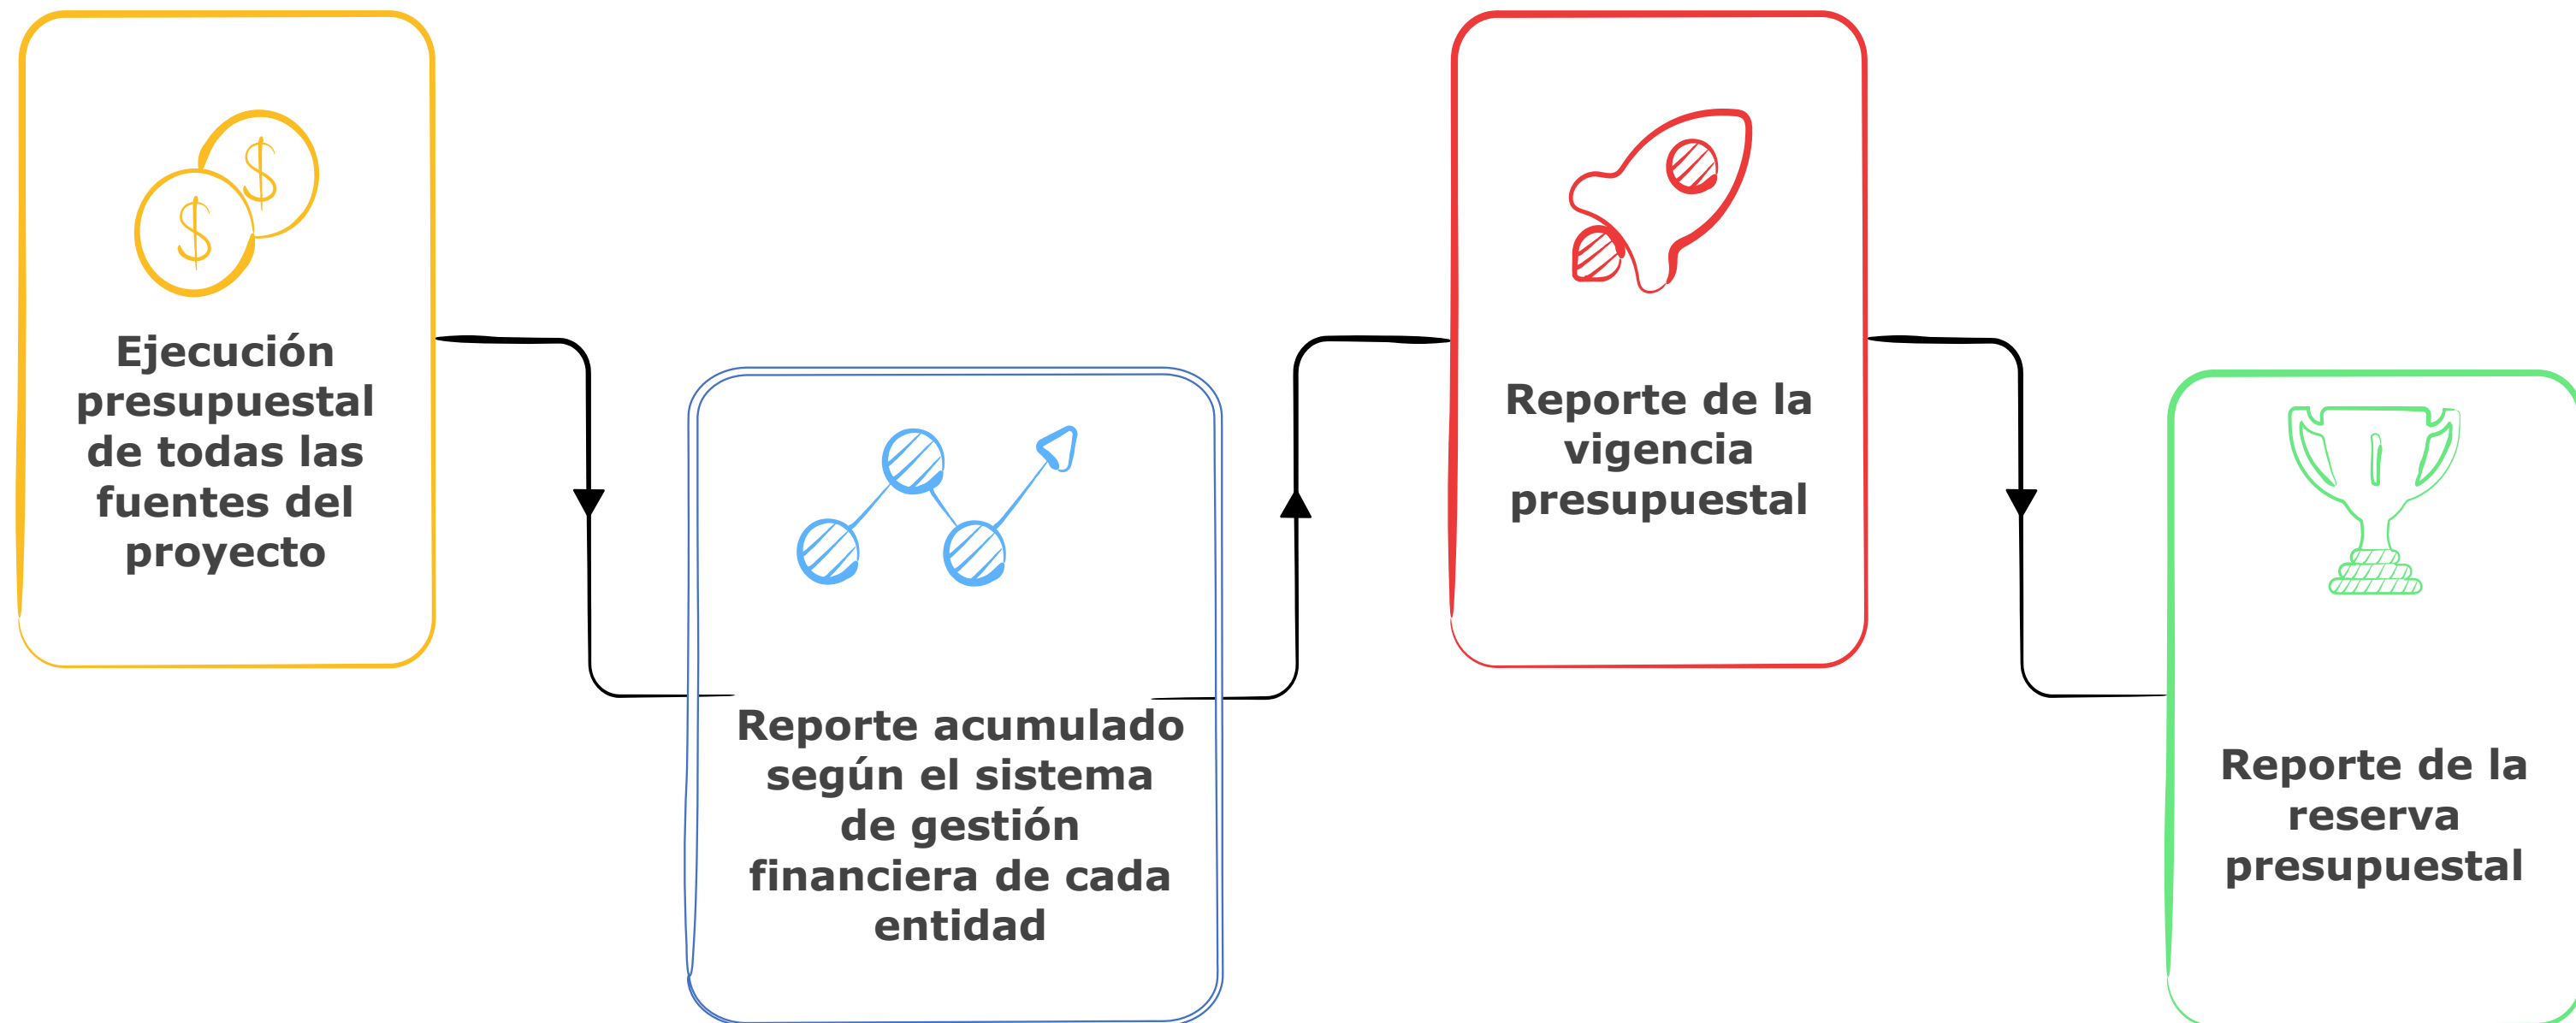 Ejecución
presupuestal
de todas las
fuentes del
proyecto
Reporte acumulado
según el sistema
de gestión
financiera de cada
entidad
Reporte de la
vigencia
presupuestal
Reporte de la
reserva
presupuestal